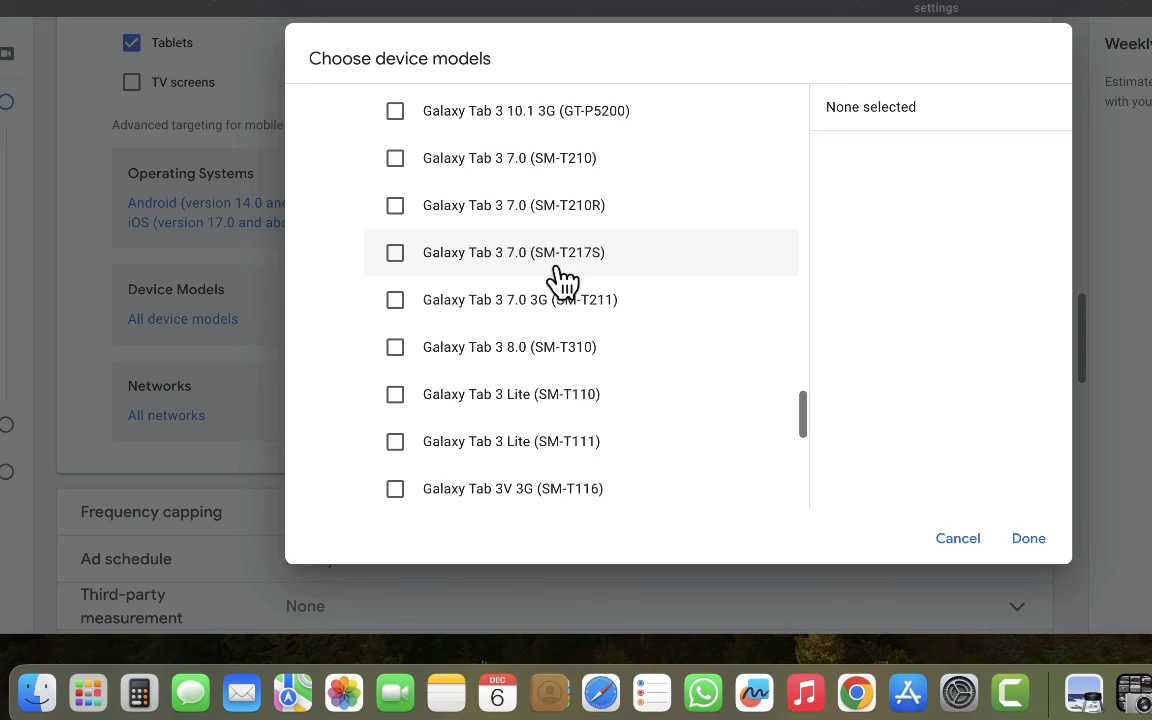 settings
Tablets
TV screens
Advanced targeting for mobile
Operating Systems
Android (version 14.0 an
iOS (version 17.0 and abo
Device Models
All device models
Networks
All networks
Frequency capping
Ad schedule
Third-party
measurement
None
Choose device models
Galaxy Tab 3 10.1 3G (GT-P5200)
Galaxy Tab 3 7.0 (SM-T210)
Galaxy Tab 3 7.0 (SM-T210R)
Galaxy Tab 3 7.0 (SM-T217S)
Galaxy Tab 3 7.0 3G (SM-T211)
Galaxy Tab 3 8.0 (SM-T310)
Galaxy Tab 3 Lite (SM-T110)
Galaxy Tab 3 Lite (SM-T111)
Galaxy Tab 3V 3G (SM-T116)
None selected
Cancel Done
Weekly
Estimate
with you
DEC
6